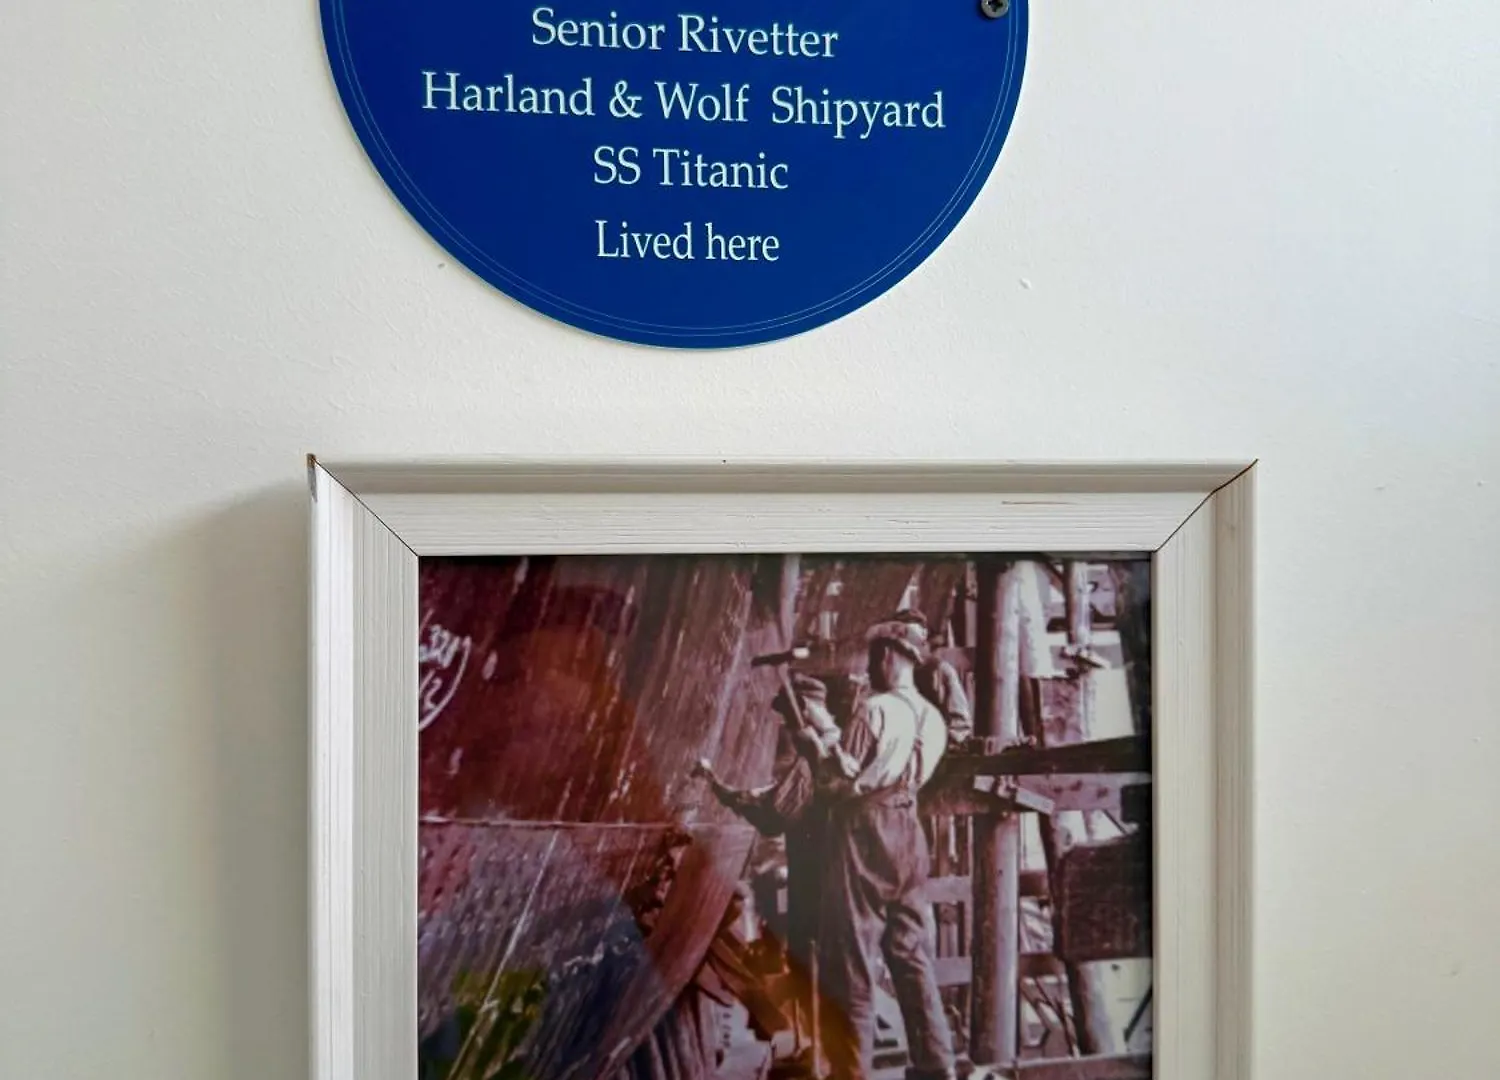 Senior Rivetter
Harland & Wolf Shipyard
SS Titanic
Lived here